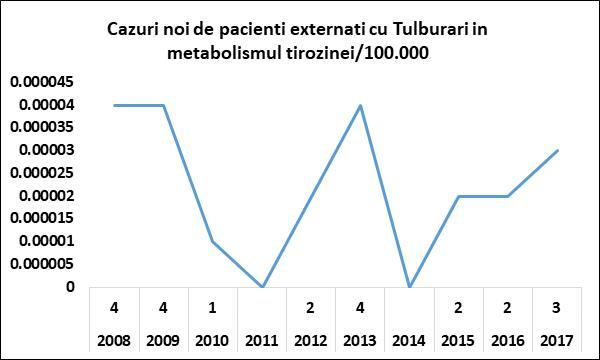 Cazuri noi de pacienti externati cu Tulburari in
metabolismul tirozinei/100.000
0.000045
0.00004
0.000035
0.00003
0.000025
0.00002
0.000015
0.00001
0.000005
0
4 4 1 2 4 2 2 3
2008 2009 2010 2011 2012 2013 2014 2015 2016 2017